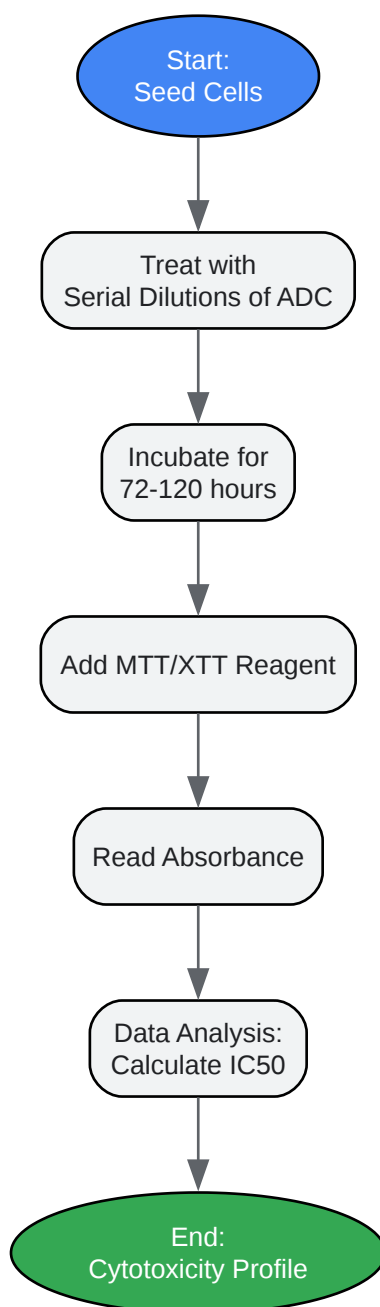 Start:
Seed Cells
Treat with
Serial Dilutions of ADC
Incubate for
72-120 hours
Add MTT/XTT Reagent
Read Absorbance
Data Analysis:
Calculate IC50
End:
Cytotoxicity Profile